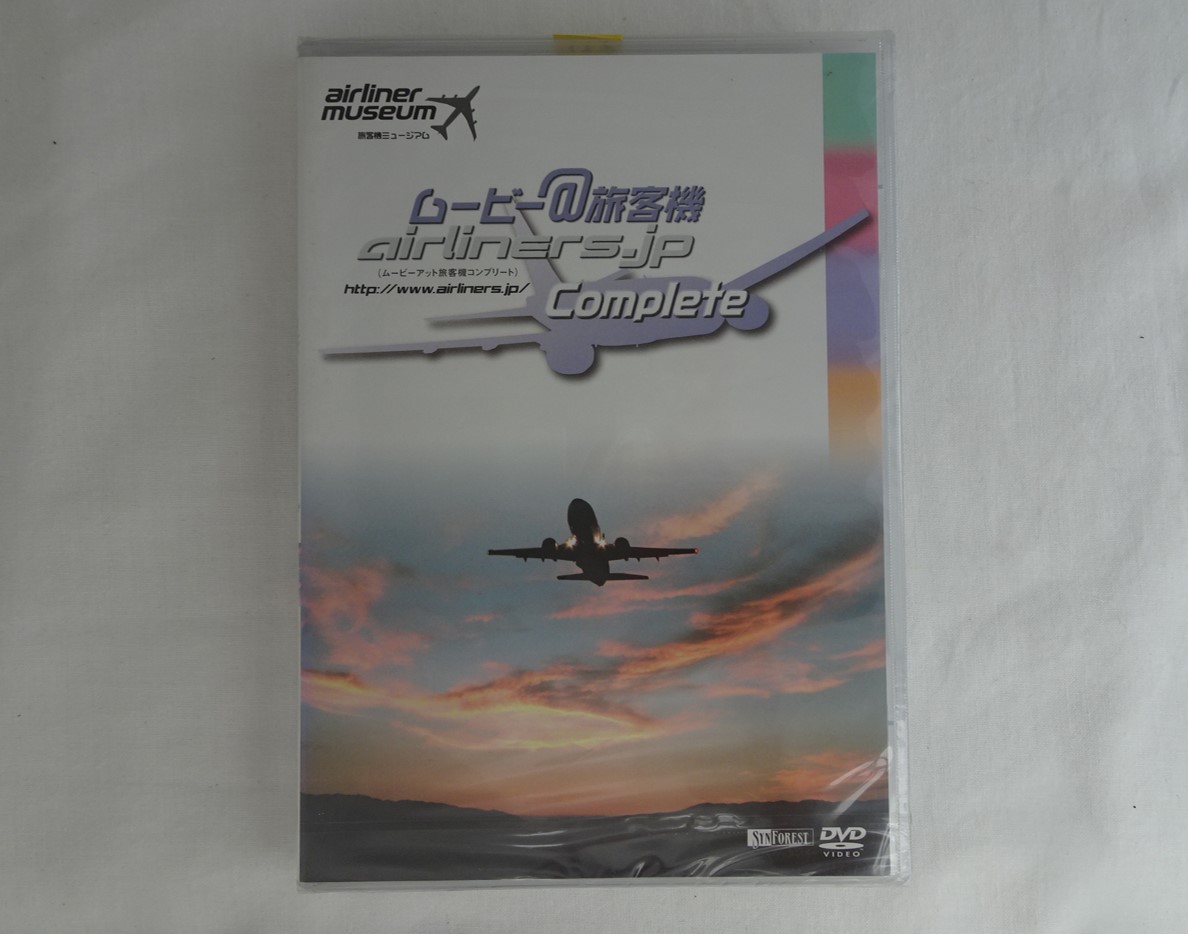 airliner
museum
旅客機ミュージアム
ムービー@旅客機
airliners.jp
(ムービーアット旅客機コンプリート)
http://www.airliners.jp/
Complete
SYNFOREST
DVD
VIDEO